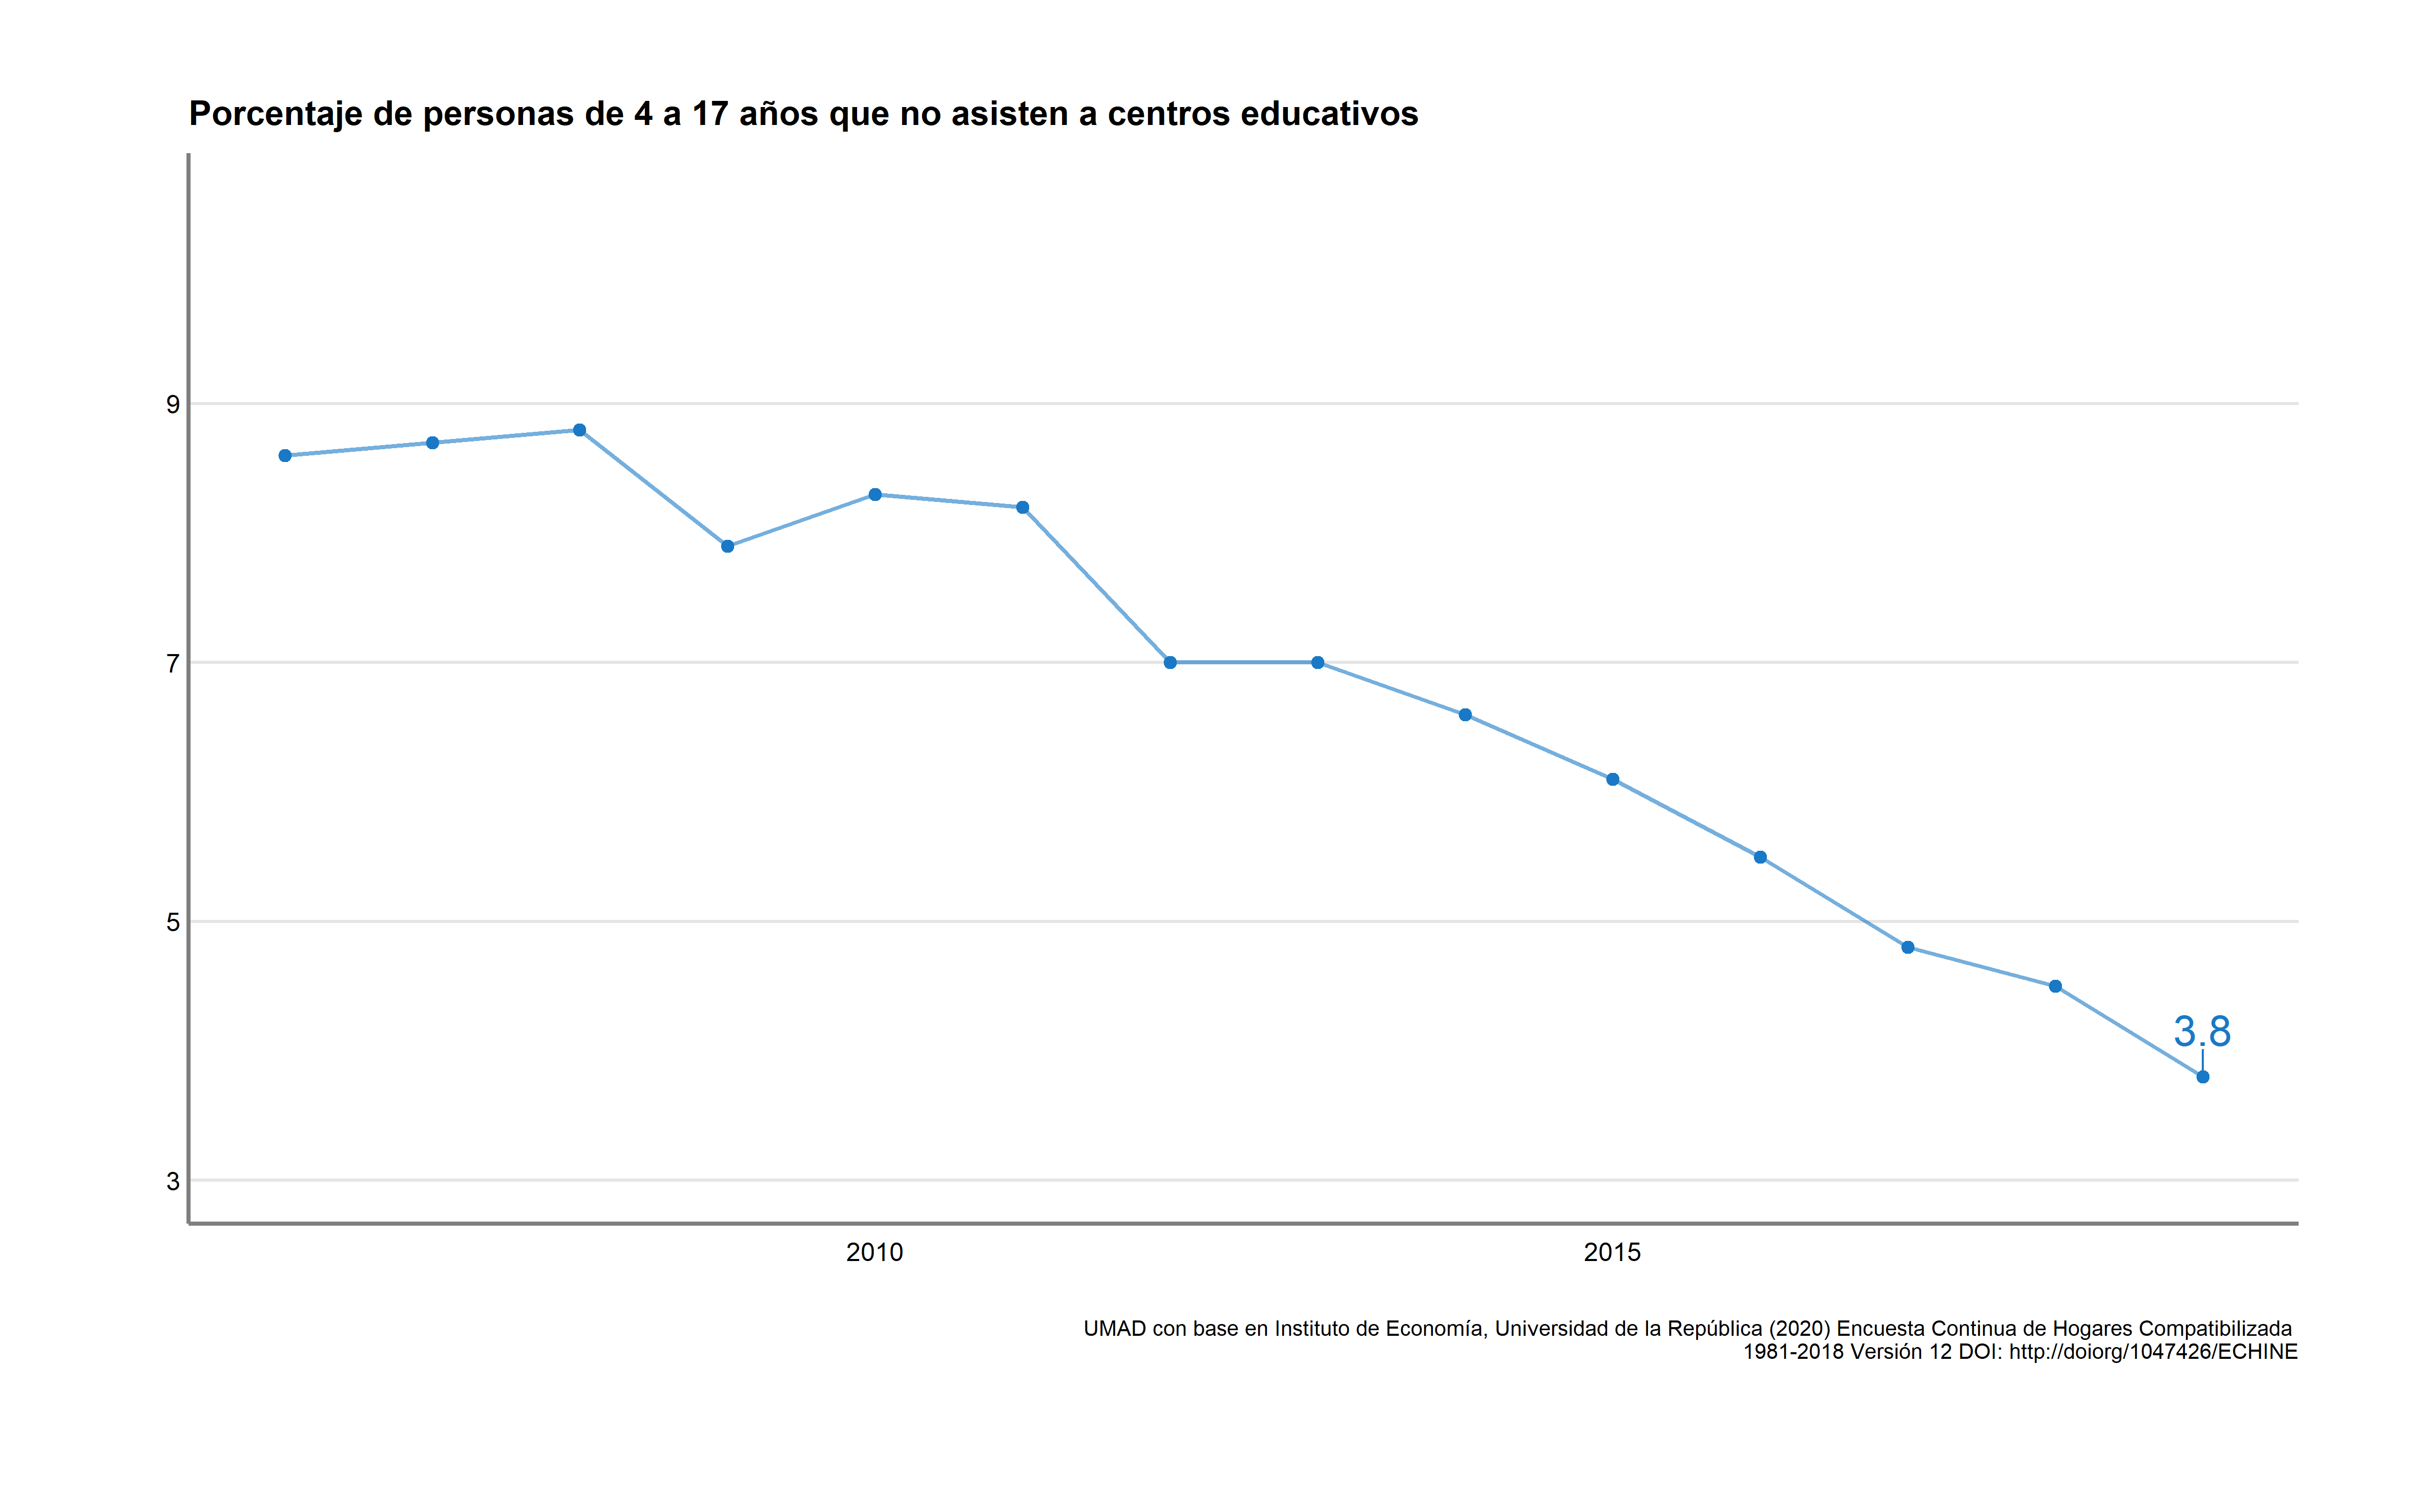 Porcentaje de personas de 4 a 17 años que no asisten a centros educativos
9
7
5
3
3.8
2010 2015
UMAD con base en Instituto de Economía, Universidad de la República (2020) Encuesta Continua de Hogares Compatibilizada
1981-2018 Versión 12 DOI: http://doiorg/1047426/ECHINE